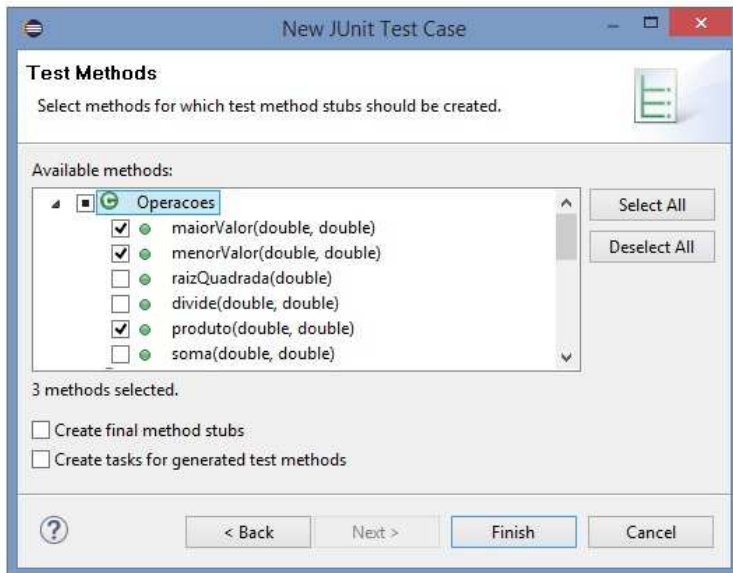 New JUnit Test Case
Test Methods
Select methods for which test method stubs should be created.
Available methods:
Operacoes
maiorValor(double, double)
menorValor(double, double)
raizQuadrada(double)
divide(double, double)
produto(double, double)
soma(double, double)
Select All
Deselect All
3 methods selected.
Create final method stubs
Create tasks for generated test methods
< Back
Next >
Finish
Cancel